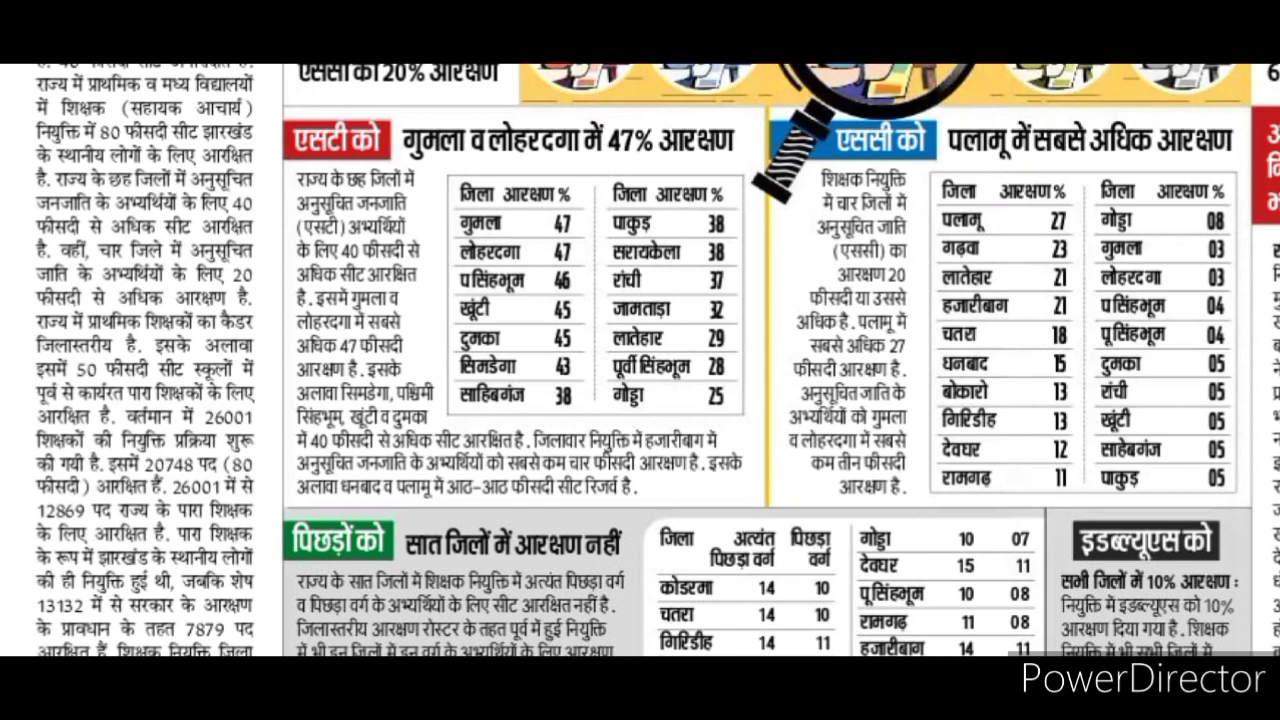 राज्य में प्राथमिक व मध्य विद्यालयों
में शिक्षक (सहायक आचार्य)
नियुक्ति में 80 फीसदी सीट झारखंड
के स्थानीय लोगों के लिए आरक्षित
है. राज्य के छह जिलों में अनुसूचित
जनजाति के अभ्यर्थियों के लिए 40
फीसदी से अधिक सीट आरक्षित
है. वहीं, चार जिले में अनुसूचित
जाति के अभ्यर्थियों के लिए 20
फीसदी से अधिक आरक्षण है.
राज्य में प्राथमिक शिक्षकों का कैडर
जिलास्तरीय है. इसके अलावा
इसमें 50 फीसदी सीट स्कूलों में
पूर्व से कार्यरत पारा शिक्षकों के लिए
आरक्षित है. वर्तमान में 26001
शिक्षकों की नियुक्ति प्रक्रिया शुरू
की गयी है. इसमें 20748 पद (80
फीसदी) आरक्षित हैं. 26001 में से
12869 पद राज्य के पारा शिक्षक
के लिए आरक्षित है. पारा शिक्षक
के रूप में झारखंड के स्थानीय लोगों
की ही नियुक्ति हुई थी, जबकि शेष
13132 में से सरकार के आरक्षण
के प्रावधान के तहत 7879 पद
आरक्षित हैं. शिक्षक नियुक्ति जिला
एससी को 20% आरक्षण
एसटी को गुमला व लोहरदगा में 47% आरक्षण
राज्य के छह जिलों में
अनुसूचित जनजाति
(एसटी) अभ्यर्थियों
के लिए 40 फीसदी से
अधिक सीट आरक्षित
है. इसमें गुमला व
लोहरदगा में सबसे
अधिक 47 फीसदी
आरक्षण है. इसके
अलावा सिमडेगा, पश्चिमी
सिंहभूम, खूंटी व दुमका
में 40 फीसदी से अधिक सीट आरक्षित है. जिलावार नियुक्ति में हजारीबाग में
अनुसूचित जनजाति के अभ्यर्थियों को सबसे कम चार फीसदी आरक्षण है. इसके
अलावा धनबाद व पलामू में आठ-आठ फीसदी सीट रिजर्व है.
जिला आरक्षण % जिला आरक्षण %
गुमला 47 पाकुड़ 38
लोहरदगा 47 सरायकेला 38
प सिंहभूम 46 रांची 37
खूंटी 45 जामताड़ा 32
दुमका 45 लातेहार 29
सिमडेगा 43 पूर्वी सिंहभूम 28
साहिबगंज 38 गोड्डा 25
एससी को पलामू में सबसे अधिक आरक्षण
शिक्षक नियुक्ति
में चार जिलों में
अनुसूचित जाति
(एससी) का
आरक्षण 20
फीसदी या उससे
अधिक है. पलामू में
सबसे अधिक 27
फीसदी आरक्षण है.
अनुसूचित जाति के
अभ्यर्थियों को गुमला
व लोहरदगा में सबसे
कम तीन फीसदी
आरक्षण है.
जिला आरक्षण % जिला आरक्षण %
पलामू 27 गोड्डा 08
गढ़वा 23 गुमला 03
लातेहार 21 लोहरदगा 03
हजारीबाग 21 प सिंहभूम 04
चतरा 18 पू सिंहभूम 04
धनबाद 15 दुमका 05
बोकारो 13 रांची 05
गिरिडीह 13 खूंटी 05
देवघर 12 साहेबगंज 05
रामगढ़ 11 पाकुड़ 05
पिछड़ों को सात जिलों में आरक्षण नहीं
राज्य के सात जिलों में शिक्षक नियुक्ति में अत्यंत पिछड़ा वर्ग
व पिछड़ा वर्ग के अभ्यर्थियों के लिए सीट आरक्षित नहीं है.
जिलास्तरीय आरक्षण रोस्टर के तहत पूर्व में हुई नियुक्ति
में भी इन जिलों में इन वर्ग के अभ्यर्थियों के लिए आरक्षण
जिला अत्यंत पिछड़ा
पिछड़ा वर्ग वर्ग
कोडरमा 14 10
चतरा 14 10
गिरिडीह 14 11
गोड्डा 10 07
देवघर 15 11
पू सिंहभूम 10 08
रामगढ़ 11 08
हजारीबाग 14 11
इडब्ल्यूएस को
सभी जिलों में 10% आरक्षण :
नियुक्ति में इडब्ल्यूएस को 10%
आरक्षण दिया गया है. शिक्षक
नियुक्ति में भी सभी जिलों में
PowerDirector